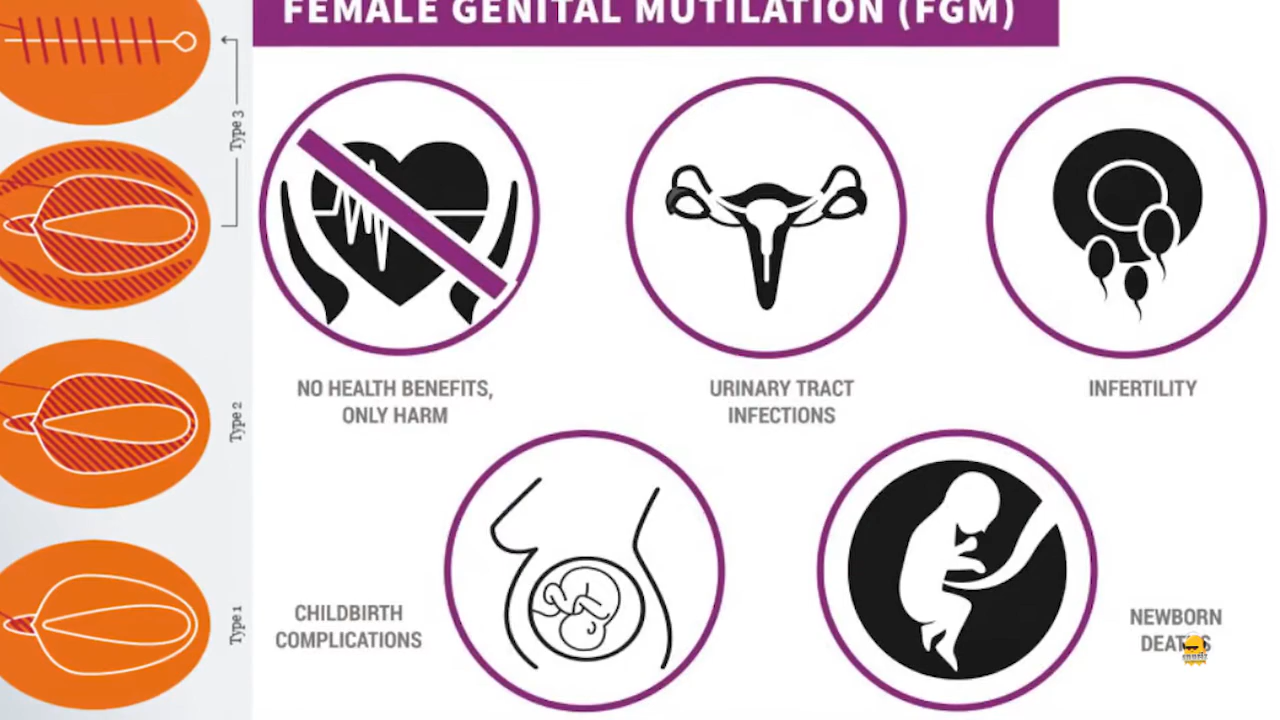 FEMALE GENITAL MUTILATION (FGM)
Type 3
NO HEALTH BENEFITS,
ONLY HARM
URINARY TRACT
INFECTIONS
INFERTILITY
Type 2
CHILDBIRTH
COMPLICATIONS
Type 1
NEWBORN
DEATHS